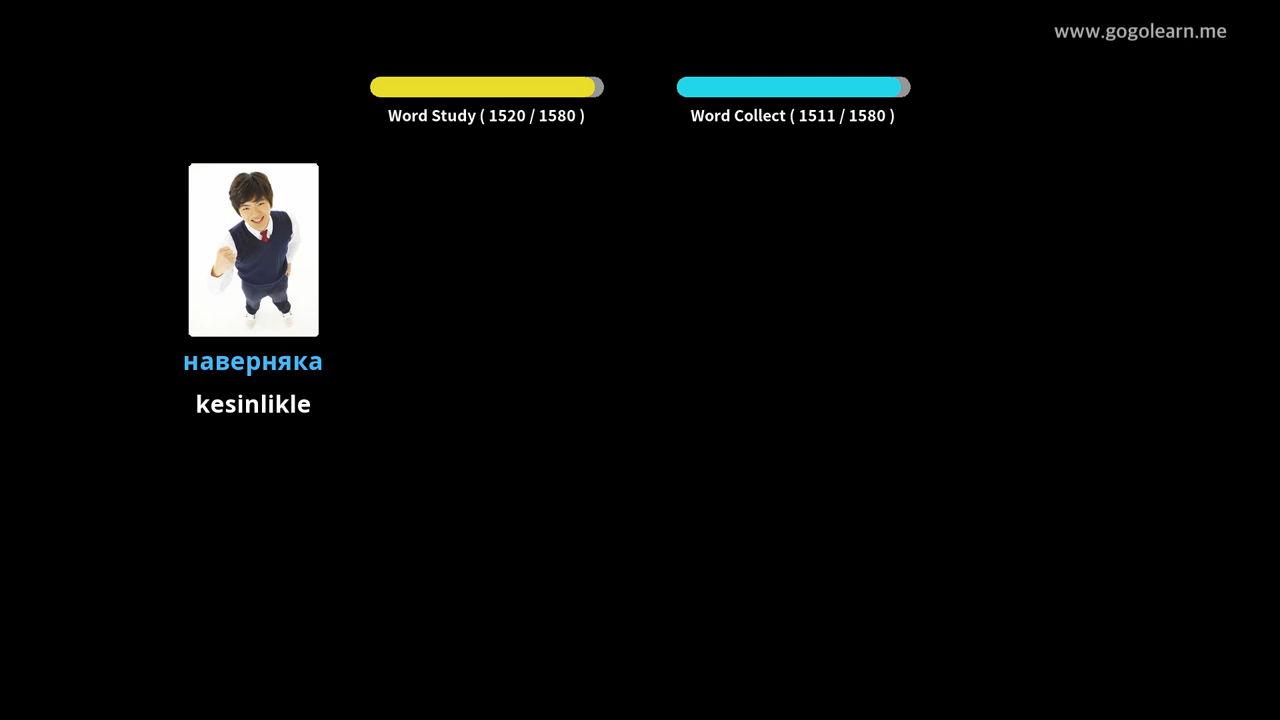 www.gogolearn.me
Word Study ( 1520 / 1580 )
Word Collect ( 1511 / 1580 )
наверняка
kesinlikle